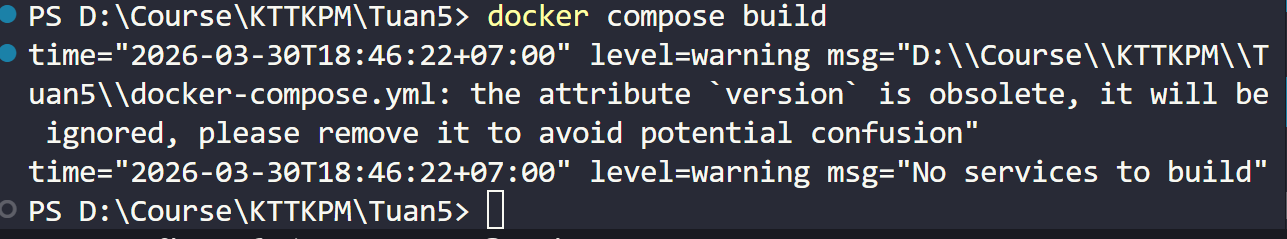 PS D:\Course\KTTKPM\Tuan5> docker compose build
time="2026-03-30T18:46:22+07:00" level=warning msg="D:\\Course\\KTTKPM\\T
uan5\\docker-compose.yml: the attribute `version` is obsolete, it will be
 ignored, please remove it to avoid potential confusion"
time="2026-03-30T18:46:22+07:00" level=warning msg="No services to build"
PS D:\Course\KTTKPM\Tuan5>